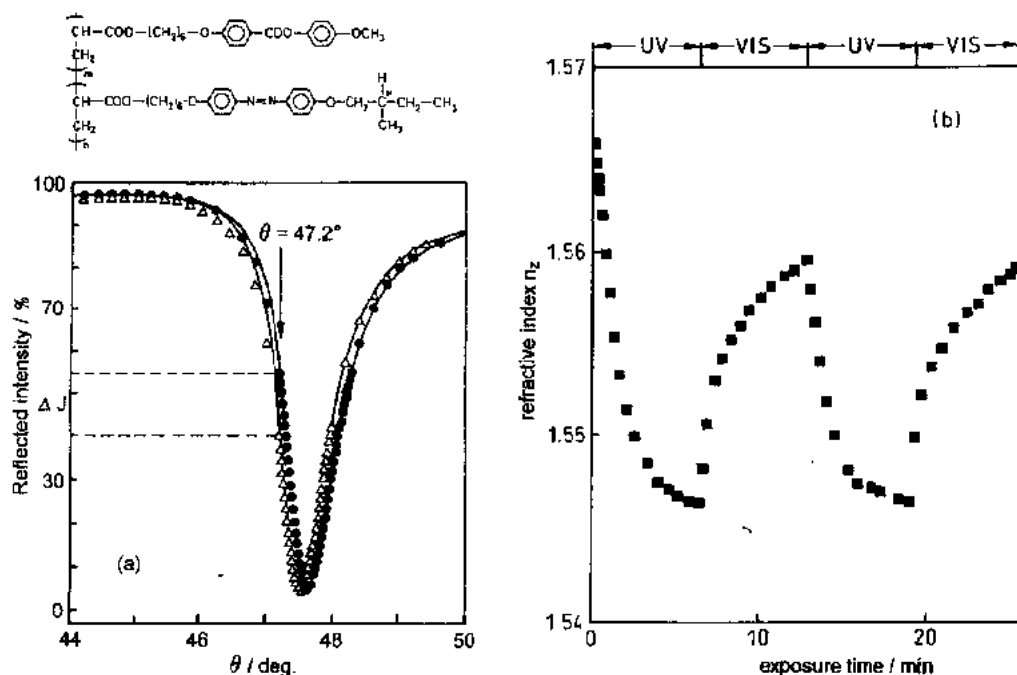 CH—COO—(CH₂)₆—O— —COO— —OCH₃
CH₂
m
CH—COO—(CH₂)₆—O— —N=N— —O—CH₂—C—CH₂—CH₃
H
*
CH₂
CH₃
n
100
70
30
0
Reflected intensity / %
Δ J
θ = 47.2°
(a)
44 46 48 50
θ / deg.
UV VIS UV VIS
(b)
1.57
1.56
1.55
1.54
refractive index n_z
0 10 20
exposure time / min